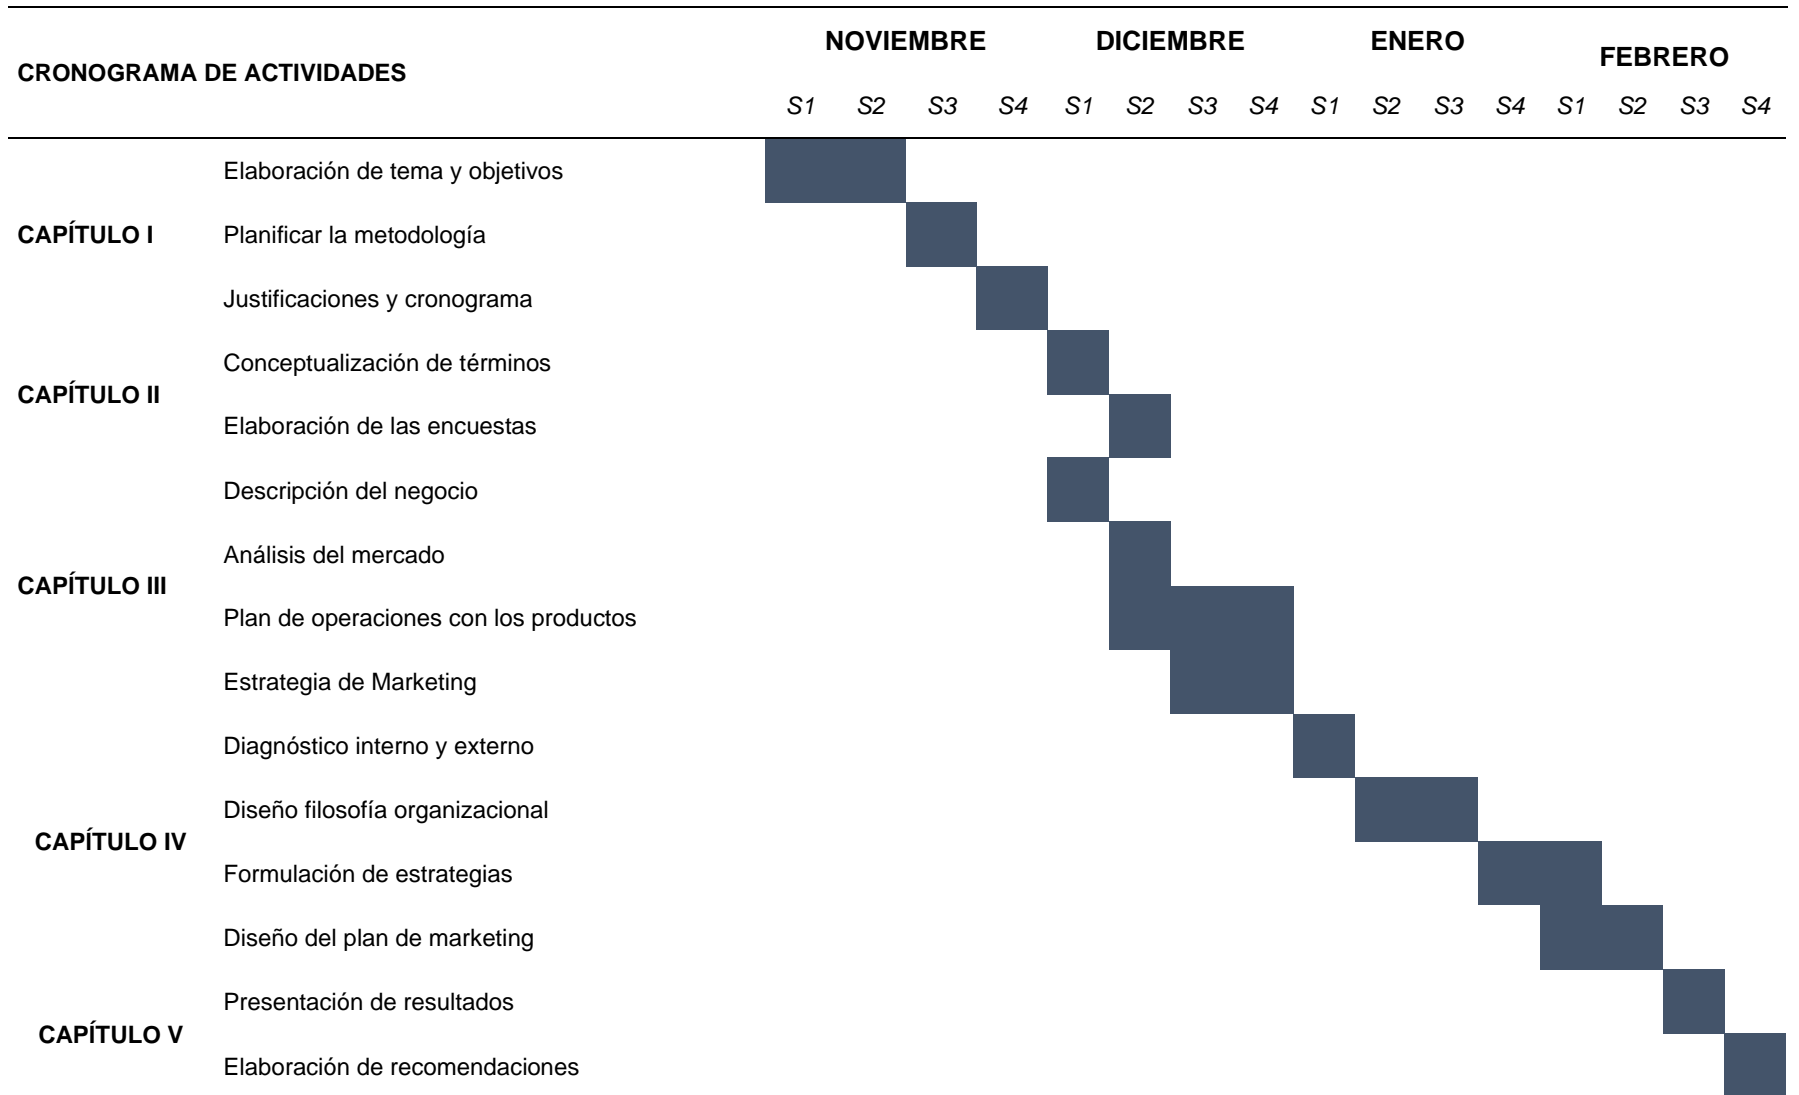 NOVIEMBRE DICIEMBRE ENERO FEBRERO
CRONOGRAMA DE ACTIVIDADES
S1 S2 S3 S4 S1 S2 S3 S4 S1 S2 S3 S4 S1 S2 S3 S4
Elaboración de tema y objetivos
CAPÍTULO I Planificar la metodología
Justificaciones y cronograma
Conceptualización de términos
CAPÍTULO II
Elaboración de las encuestas
Descripción del negocio
Análisis del mercado
CAPÍTULO III
Plan de operaciones con los productos
Estrategia de Marketing
Diagnóstico interno y externo
Diseño filosofía organizacional
CAPÍTULO IV
Formulación de estrategias
Diseño del plan de marketing
Presentación de resultados
CAPÍTULO V
Elaboración de recomendaciones